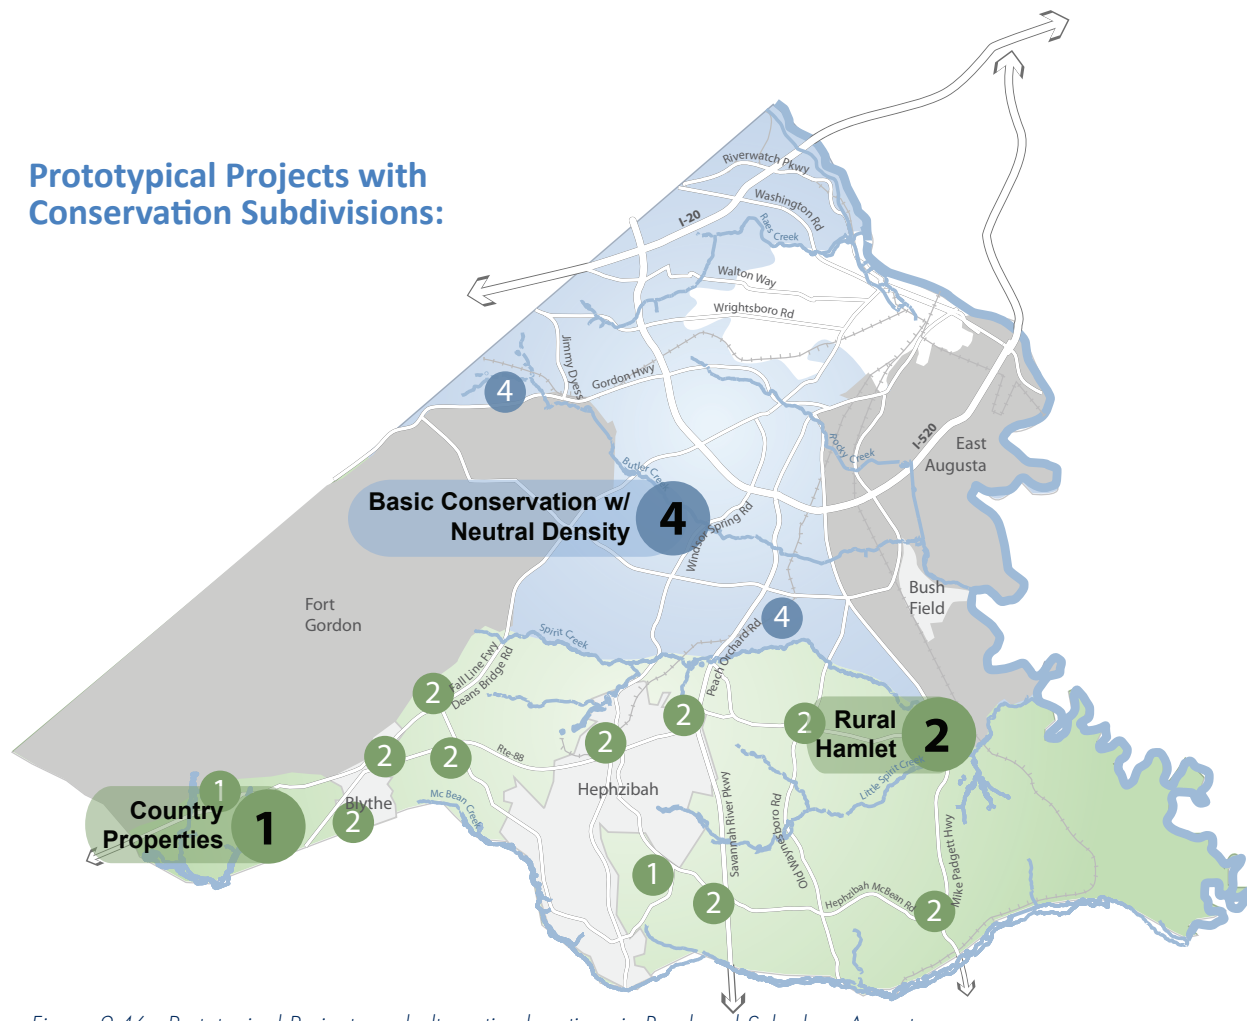 Prototypical Projects with
Conservation Subdivisions:
Riverwatch Pkwy
Washington Rd
I-20
Raes Creek
Walton Way
Wrightsboro Rd
Jimmy Dyess
Gordon Hwy
4
I-520
East
Augusta
Rocky Creek
Butler Creek
Basic Conservation w/
Neutral Density
4
Windsor Spring Rd
Bush
Field
Fort
Gordon
4
Spirit Creek
Peach Orchard Rd
Fall Line Fwy
Deans Bridge Rd
2
2
2
Rural
Hamlet
2
2
2
2
Rte-88
Little Spirit Creek
1
Hephzibah
Mc Bean Creek
Blythe
2
Country
Properties
1
Savannah River Pkwy
Old Waynesboro Rd
Mike Padgett Hwy
1
2
Hephzibah McBean Rd
2